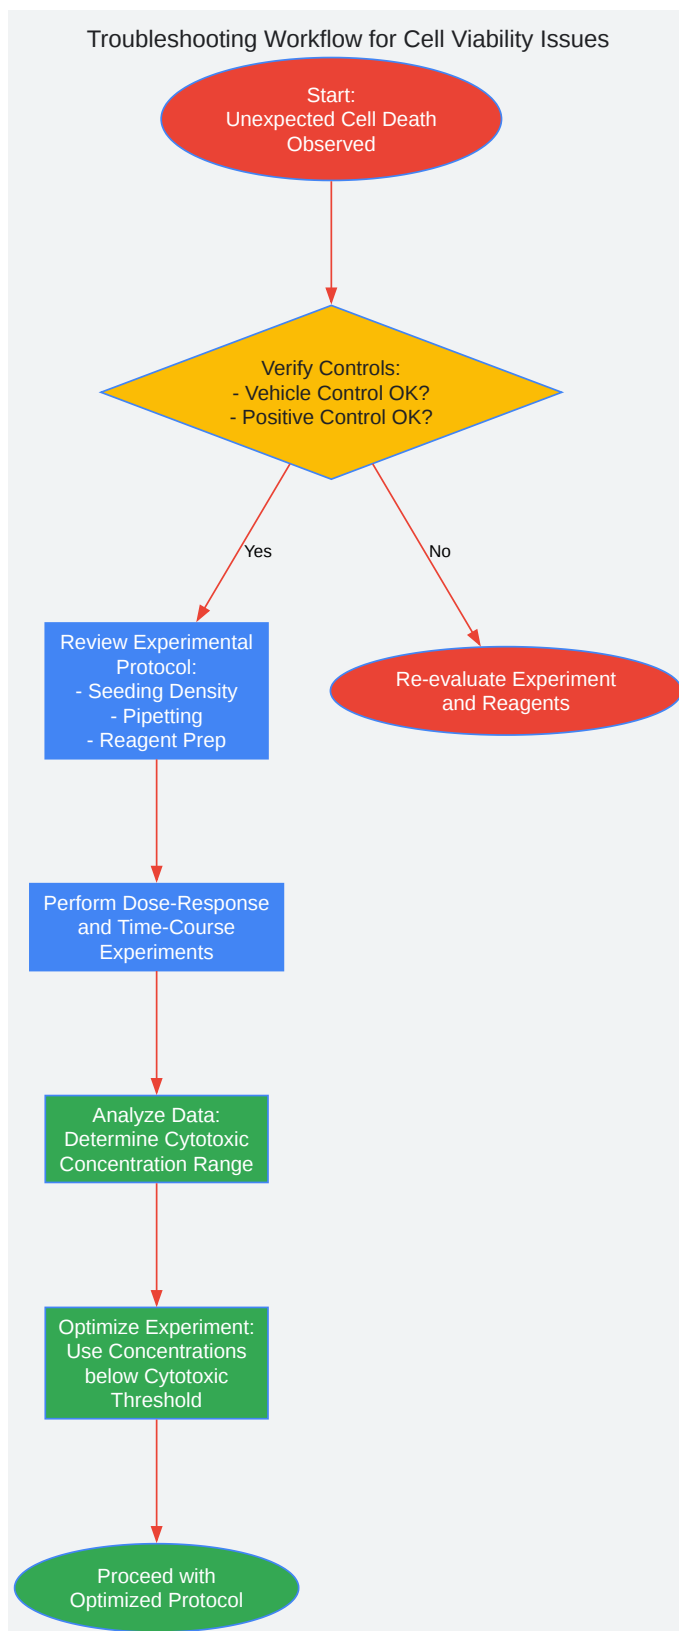 Troubleshooting Workflow for Cell Viability Issues
Start:
Unexpected Cell Death
Observed
Verify Controls:
- Vehicle Control OK?
- Positive Control OK?
Yes
No
Review Experimental
Protocol:
- Seeding Density
- Pipetting
- Reagent Prep
Re-evaluate Experiment
and Reagents
Perform Dose-Response
and Time-Course
Experiments
Analyze Data:
Determine Cytotoxic
Concentration Range
Optimize Experiment:
Use Concentrations
below Cytotoxic
Threshold
Proceed with
Optimized Protocol